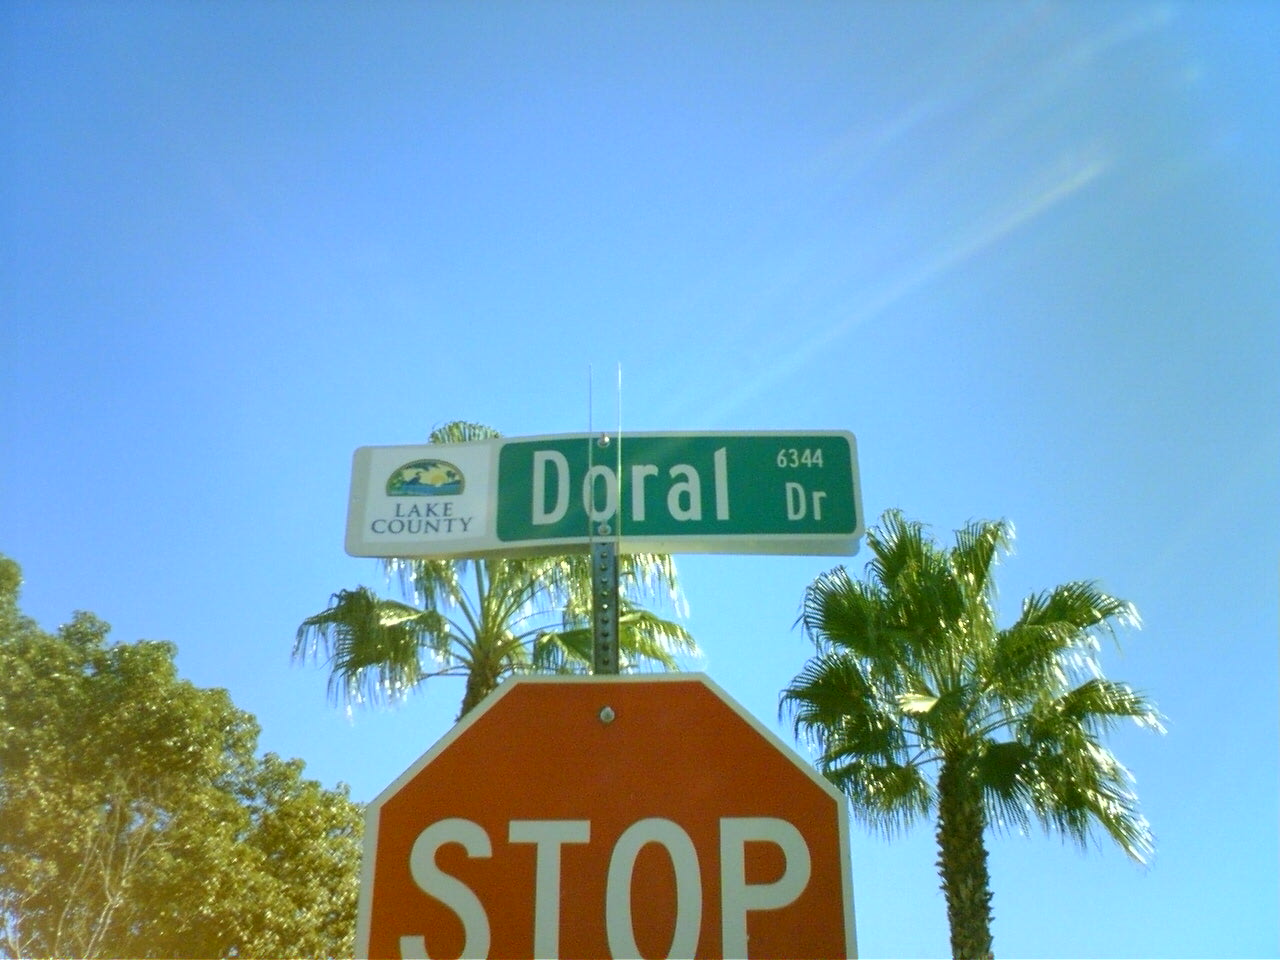 LAKE
COUNTY
Doral
6344
Dr
STOP